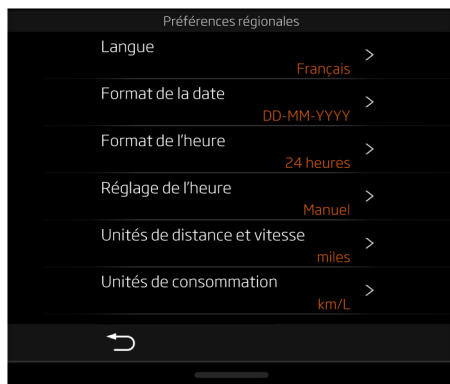 Préférences régionales
Langue
Français
Format de la date
DD-MM-YYYY
Format de l'heure
24 heures
Réglage de l'heure
Manuel
Unités de distance et vitesse
miles
Unités de consommation
km/L